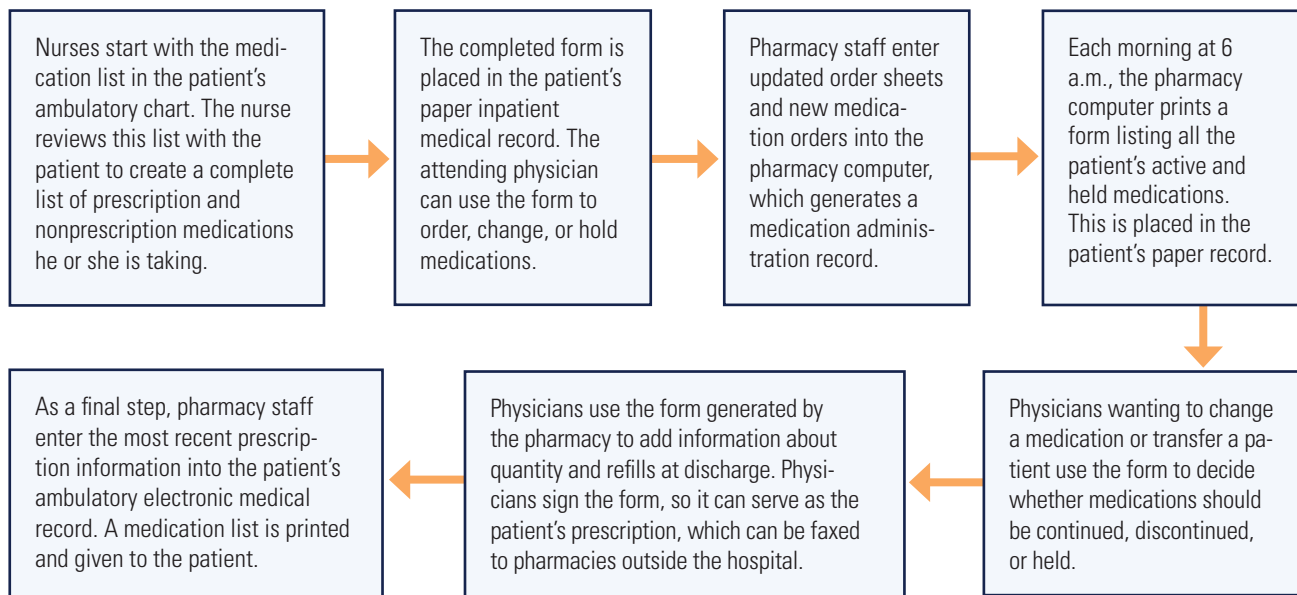 Nurses start with the medi-
cation list in the patient’s
ambulatory chart. The nurse
reviews this list with the
patient to create a complete
list of prescription and
nonprescription medications
he or she is taking.
The completed form is
placed in the patient’s
paper inpatient
medical record. The
attending physician
can use the form to
order, change, or hold
medications.
Pharmacy staff enter
updated order sheets
and new medica-
tion orders into the
pharmacy computer,
which generates a
medication adminis-
tration record.
Each morning at 6
a.m., the pharmacy
computer prints a
form listing all the
patient’s active and
held medications.
This is placed in the
patient’s paper record.
Physicians wanting to change
a medication or transfer a pa-
tient use the form to decide
whether medications should
be continued, discontinued,
or held.
Physicians use the form generated by
the pharmacy to add information about
quantity and refills at discharge. Physi-
cians sign the form, so it can serve as the
patient’s prescription, which can be faxed
to pharmacies outside the hospital.
As a final step, pharmacy staff
enter the most recent prescrip-
tion information into the patient’s
ambulatory electronic medical
record. A medication list is printed
and given to the patient.